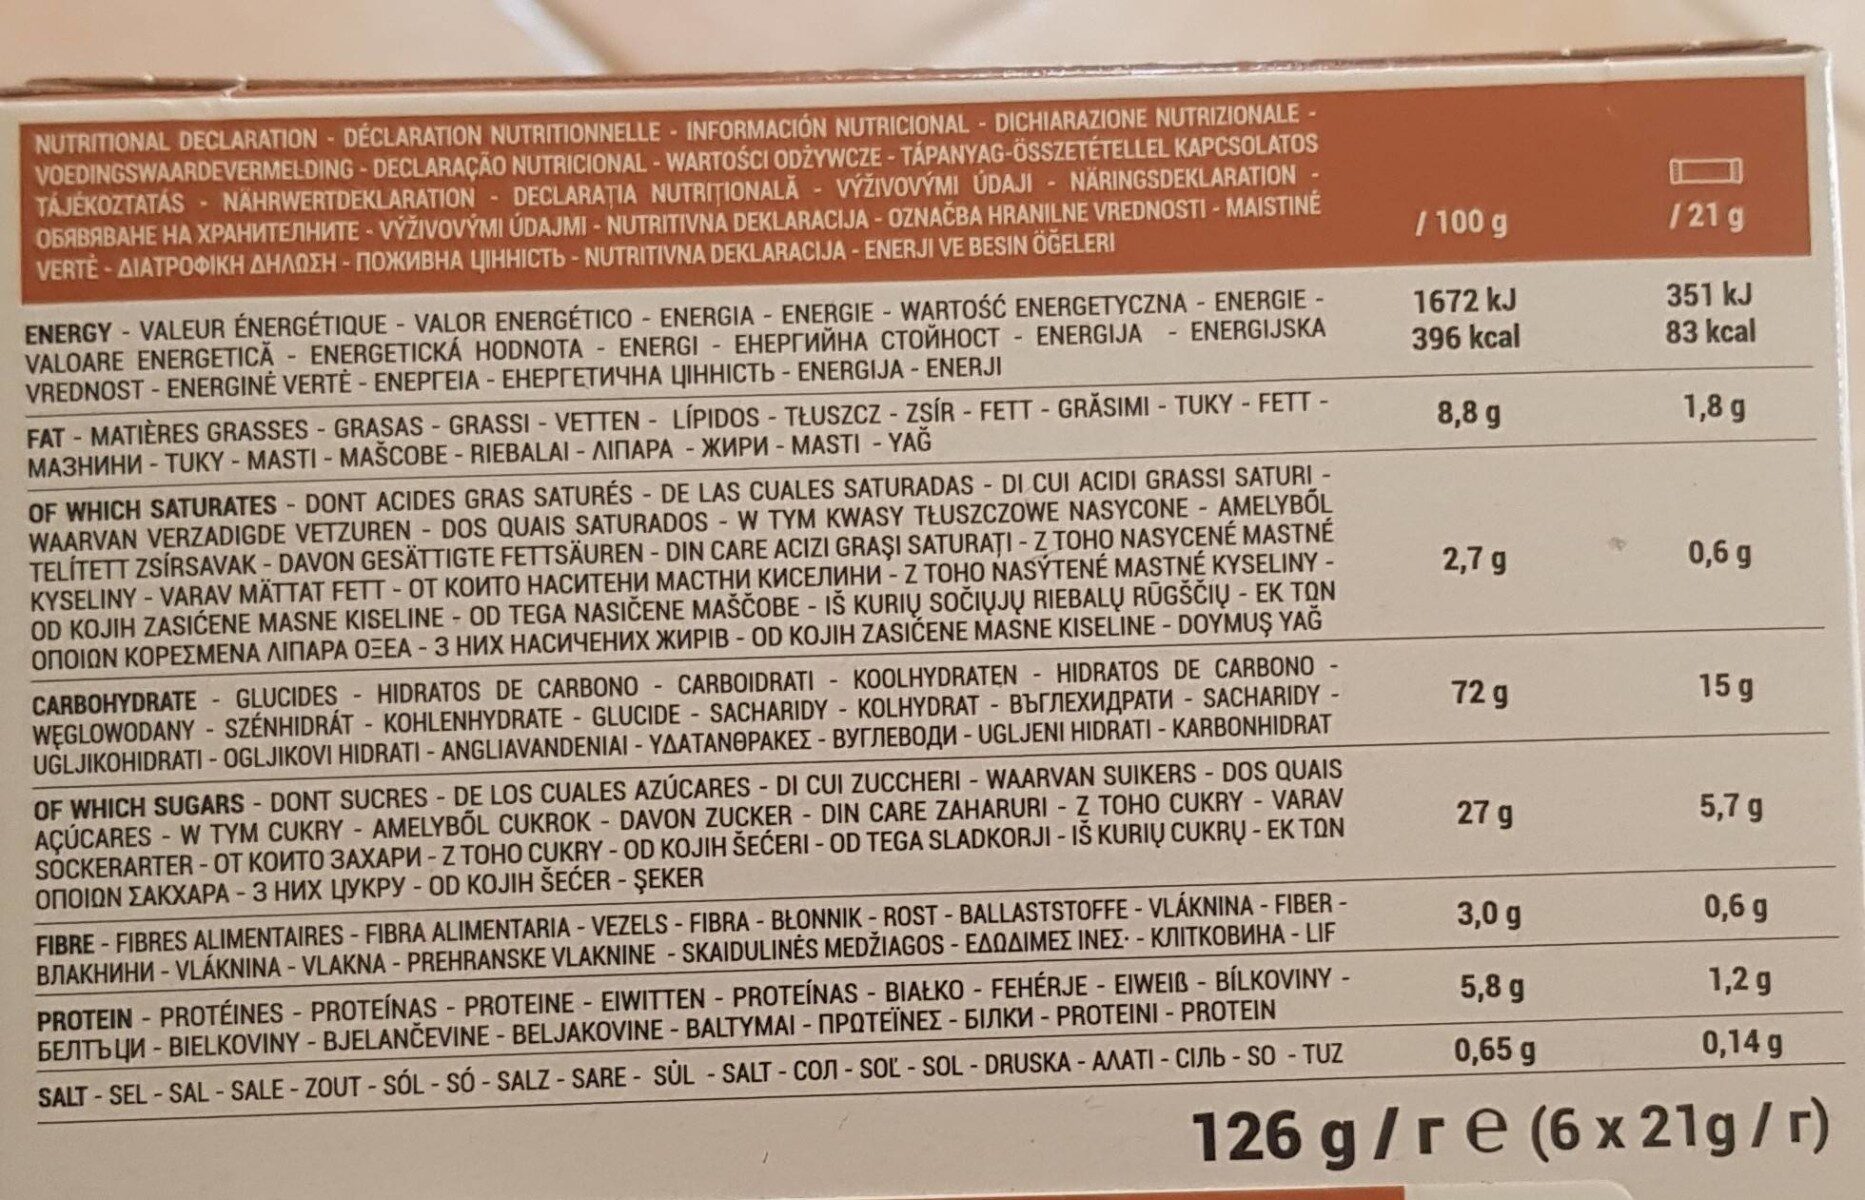 NUTRITIONAL DECLARATION - DÉCLARATION NUTRITIONNELLE - INFORMACIÓN NUTRICIONAL - DICHIARAZIONE NUTRIZIONALE -
VOEDINGSWAARDEVERMELDING - DECLARAÇÃO NUTRICIONAL - WARTOŚCI ODŻYWCZE - TÁPANYAG-ÖSSZETÉTELLEL KAPCSOLATOS
TÁJÉKOZTATÁS - NÄHRWERTDEKLARATION - DECLARAȚIA NUTRIȚIONALĂ - VÝŽIVOVÝMI ÚDAJI - NÄRINGSDEKLARATION -
ОБЯВЯВАНЕ НА ХРАНИТЕЛНИТЕ - VÝŽIVOVÝMI ÚDAJMI - NUTRITIVNA DEKLARACIJA - OZNAČBA HRANILNE VREDNOSTI - MAISTINĖ
VERTĖ - ΔΙΑΤΡΟΦΙΚΗ ΔΗΛΩΣΗ - ПОЖИВНА ЦІННІСТЬ - NUTRITIVNA DEKLARACIJA - ENERJI VE BESIN ÖĞELERI
/ 100 g
/ 21 g
ENERGY - VALEUR ÉNERGÉTIQUE - VALOR ENERGÉTICO - ENERGIA - ENERGIE - WARTOŚĆ ENERGETYCZNA - ENERGIE -
VALOARE ENERGETICĂ - ENERGETICKÁ HODNOTA - ENERGI - ЕНЕРГИЙНА СТОЙНОСТ - ENERGIJA - ENERGIJSKA
VREDNOST - ENERGINĖ VERTĖ - ΕΝΕΡΓΕΙΑ - ЕНЕРГЕТИЧНА ЦІННІСТЬ - ENERGIJA - ENERJI
1672 kJ
396 kcal
351 kJ
83 kcal
FAT - MATIÈRES GRASSES - GRASAS - GRASSI - VETTEN - LÍPIDOS - TŁUSZCZ - ZSÍR - FETT - GRĂSIMI - TUKY - FETT -
МАЗНИНИ - TUKY - MASTI - MAŠCOBE - RIEBALAI - ΛΙΠΑΡΑ - ЖИРИ - MASTI - YAĞ
8,8 g
1,8 g
OF WHICH SATURATES - DONT ACIDES GRAS SATURÉS - DE LAS CUALES SATURADAS - DI CUI ACIDI GRASSI SATURI -
WAARVAN VERZADIGDE VETZUREN - DOS QUAIS SATURADOS - W TYM KWASY TŁUSZCZOWE NASYCONE - AMELYBŐL
TELÍTETT ZSÍRSAVAK - DAVON GESÄTTIGTE FETTSÄUREN - DIN CARE ACIZI GRAȘI SATURAȚI - Z TOHO NASYCENÉ MASTNÉ
KYSELINY - VARAV MÄTTAT FETT - ОТ КОИТО НАСИТЕНИ МАСТНИ КИСЕЛИНИ - Z TOHO NASÝTENÉ MASTNÉ KYSELINY -
OD KOJIH ZASIĆENE MASNE KISELINE - OD TEGA NASIČENE MAŠČOBE - IŠ KURIŲ SOČIŲJŲ RIEBALŲ RŪGŠČIŲ - ΕΚ ΤΩΝ
ΟΠΟΙΩΝ ΚΟΡΕΣΜΕΝΑ ΛΙΠΑΡΑ ΟΞΕΑ - З НИХ НАСИЧЕНИХ ЖИРІВ - OD KOJIH ZASIĆENE MASNE KISELINE - DOYMUŞ YAĞ
2,7 g
0,6 g
CARBOHYDRATE - GLUCIDES - HIDRATOS DE CARBONO - CARBOIDRATI - KOOLHYDRATEN - HIDRATOS DE CARBONO -
WĘGLOWODANY - SZÉNHIDRÁT - KOHLENHYDRATE - GLUCIDE - SACHARIDY - KOLHYDRAT - ВЪГЛЕХИДРАТИ - SACHARIDY -
UGLJIKOHIDRATI - OGLJIKOVI HIDRATI - ANGLIAVANDENIAI - ΥΔΑΤΑΝΘΡΑΚΕΣ - ВУГЛЕВОДИ - UGLJENI HIDRATI - KARBONHIDRAT
72 g
15 g
OF WHICH SUGARS - DONT SUCRES - DE LOS CUALES AZÚCARES - DI CUI ZUCCHERI - WAARVAN SUIKERS - DOS QUAIS
AÇÚCARES - W TYM CUKRY - AMELYBŐL CUKROK - DAVON ZUCKER - DIN CARE ZAHARURI - Z TOHO CUKRY - VARAV
SOCKERARTER - ОТ КОИТО ЗАХАРИ - Z TOHO CUKRY - OD KOJIH ŠEĆERI - OD TEGA SLADKORJI - IŠ KURIŲ CUKRŲ - ΕΚ ΤΩΝ
ΟΠΟΙΩΝ ΣΑΚΧΑΡΑ - З НИХ ЦУКРУ - OD KOJIH ŠEĆER - ŞEKER
27 g
5,7 g
FIBRE - FIBRES ALIMENTAIRES - FIBRA ALIMENTARIA - VEZELS - FIBRA - BŁONNIK - ROST - BALLASTSTOFFE - VLÁKNINA - FIBER -
ВЛАКНИНИ - VLÁKNINA - VLAKNA - PREHRANSKE VLAKNINE - SKAIDULINĖS MEDŽIAGOS - ΕΔΩΔΙΜΕΣ ΙΝΕΣ· - КЛІТКОВИНА - LIF
3,0 g
0,6 g
PROTEIN - PROTÉINES - PROTEÍNAS - PROTEINE - EIWITTEN - PROTEÍNAS - BIAŁKO - FEHÉRJE - EIWEIß - BÍLKOVINY -
БЕЛТЪЦИ - BIELKOVINY - BJELANČEVINE - BELJAKOVINE - BALTYMAI - ΠΡΩΤΕΪΝΕΣ - БІЛКИ - PROTEINI - PROTEIN
5,8 g
1,2 g
SALT - SEL - SAL - SALE - ZOUT - SÓL - SÓ - SALZ - SARE - SŮL - SALT - СОЛ - SOĽ - SOL - DRUSKA - ΑΛΑΤΙ - СІЛЬ - SO - TUZ
0,65 g
0,14 g
126 g / г e (6 x 21g / г)